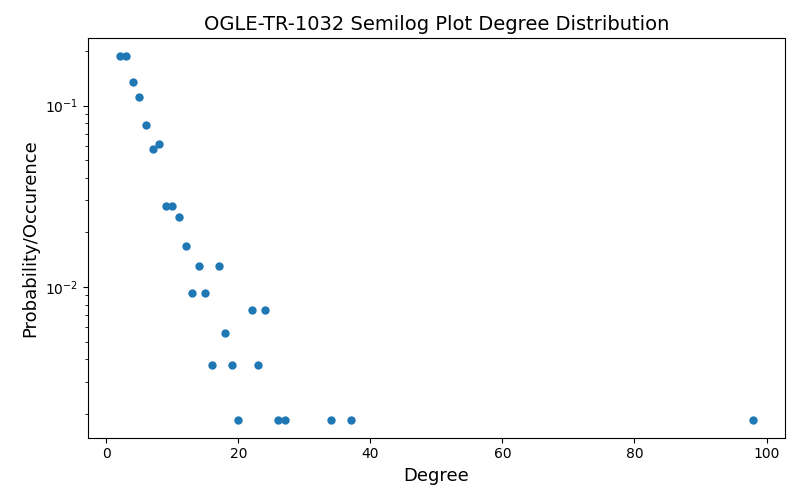 OGLE-TR-1032 Semilog Plot Degree Distribution
Probability/Occurence
10⁻¹
10⁻²
0 20 40 60 80 100
Degree